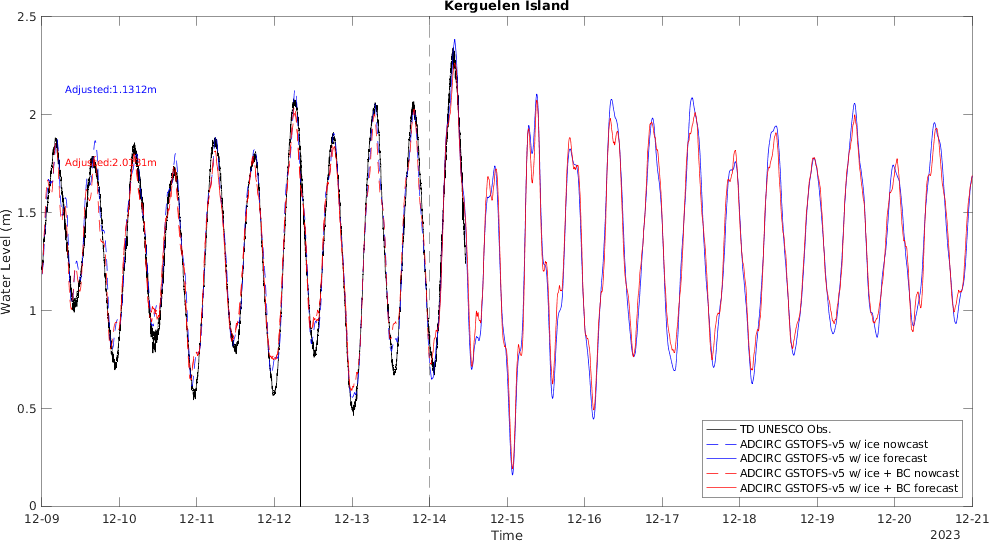 Kerguelen Island
2.5
2
1.5
1
0.5
0
Water Level (m)
Adjusted:1.1312m
12-09
12-10
12-11
12-12
12-12
12-13
12-14
12-15
12-16
12-17
12-18
12-19
12-20
12-21
Time
2023
TD UNESCO Obs.
ADCIRC GSTOFS-v5 w/ ice nowcast
ADCIRC GSTOFS-v5 w/ ice forecast
ADCIRC GSTOFS-v5 w/ ice + BC nowcast
ADCIRC GSTOFS-v5 w/ ice + BC forecast